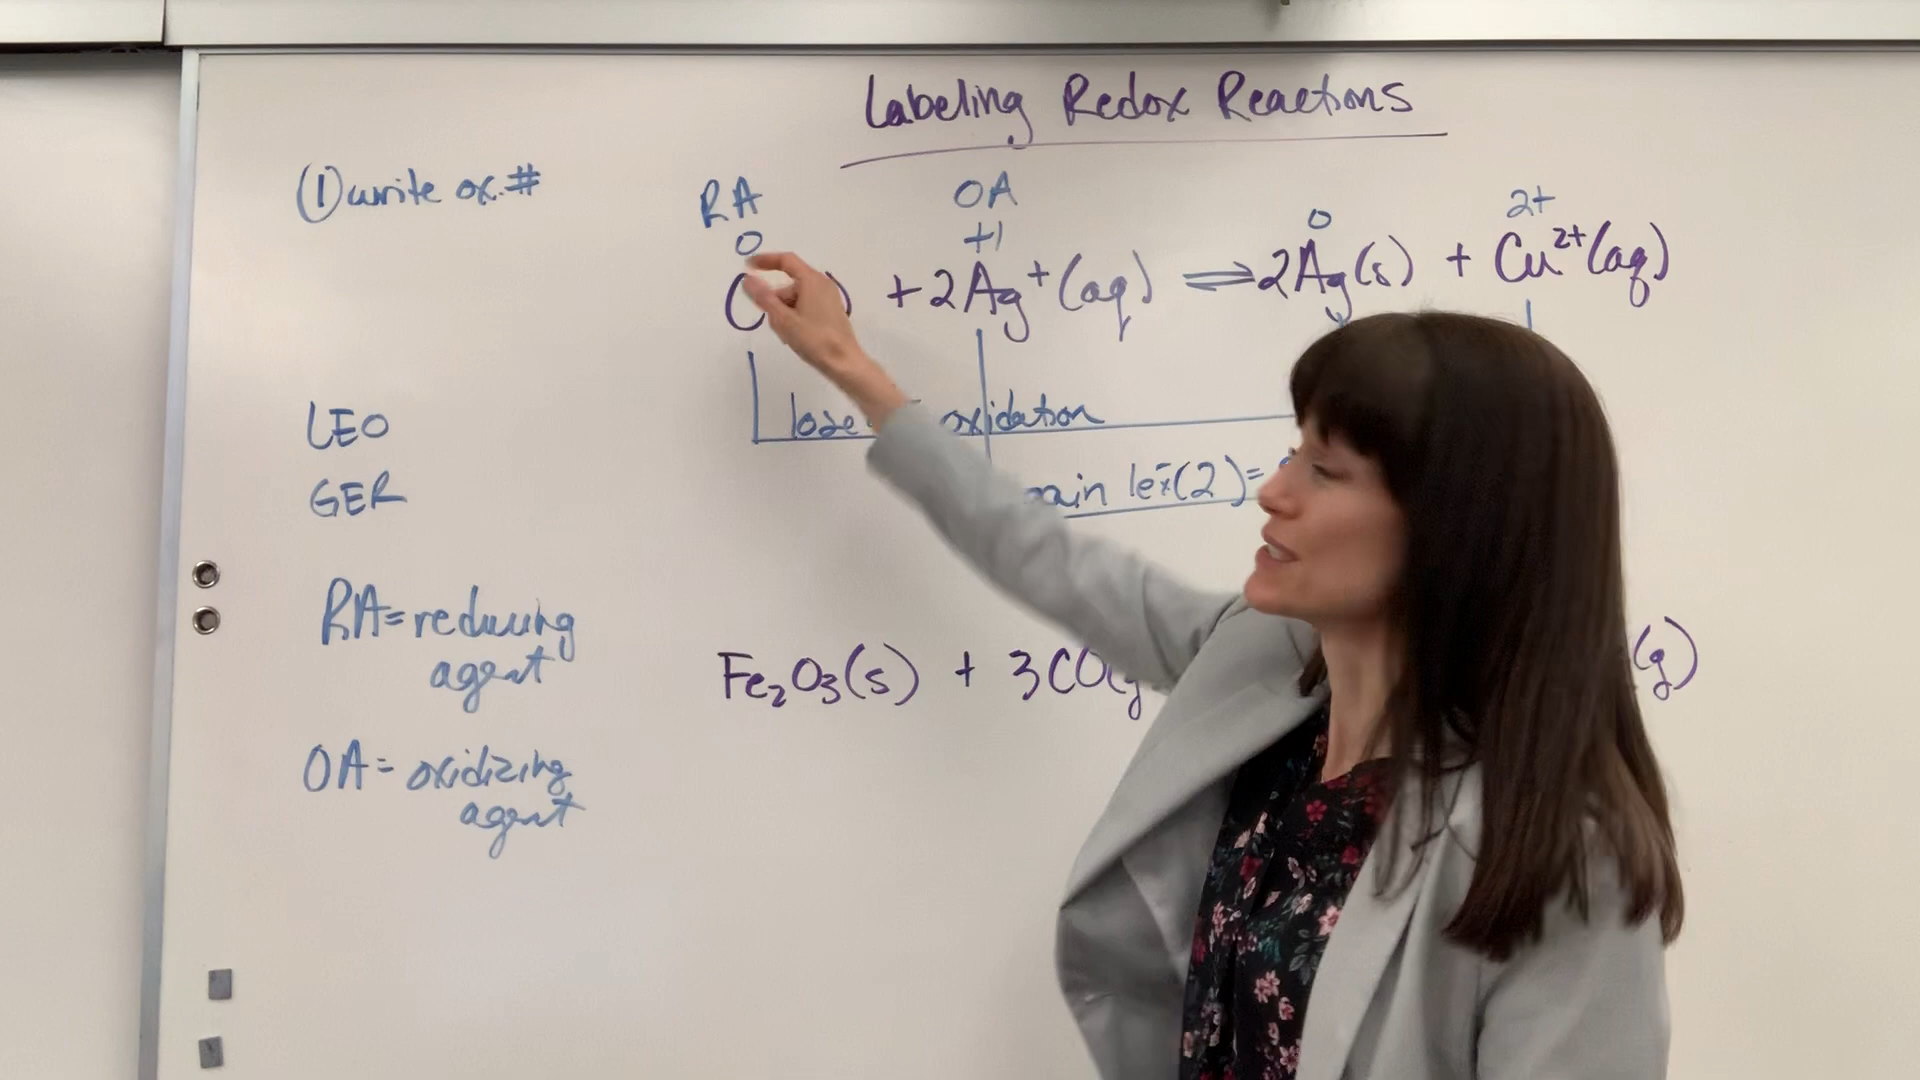 Labeling Redox Reactions
① write ox.#
RA OA
0 +1 0 2+
+ 2Ag⁺(aq) ⇌ 2Ag(s) + Cu²⁺(aq)
LEO
lose oxidation
GER
gain 1e⁻x(2)=
RA = reducing
agent
Fe₂O₃(s) + 3CO(g (g)
OA = oxidizing
agent